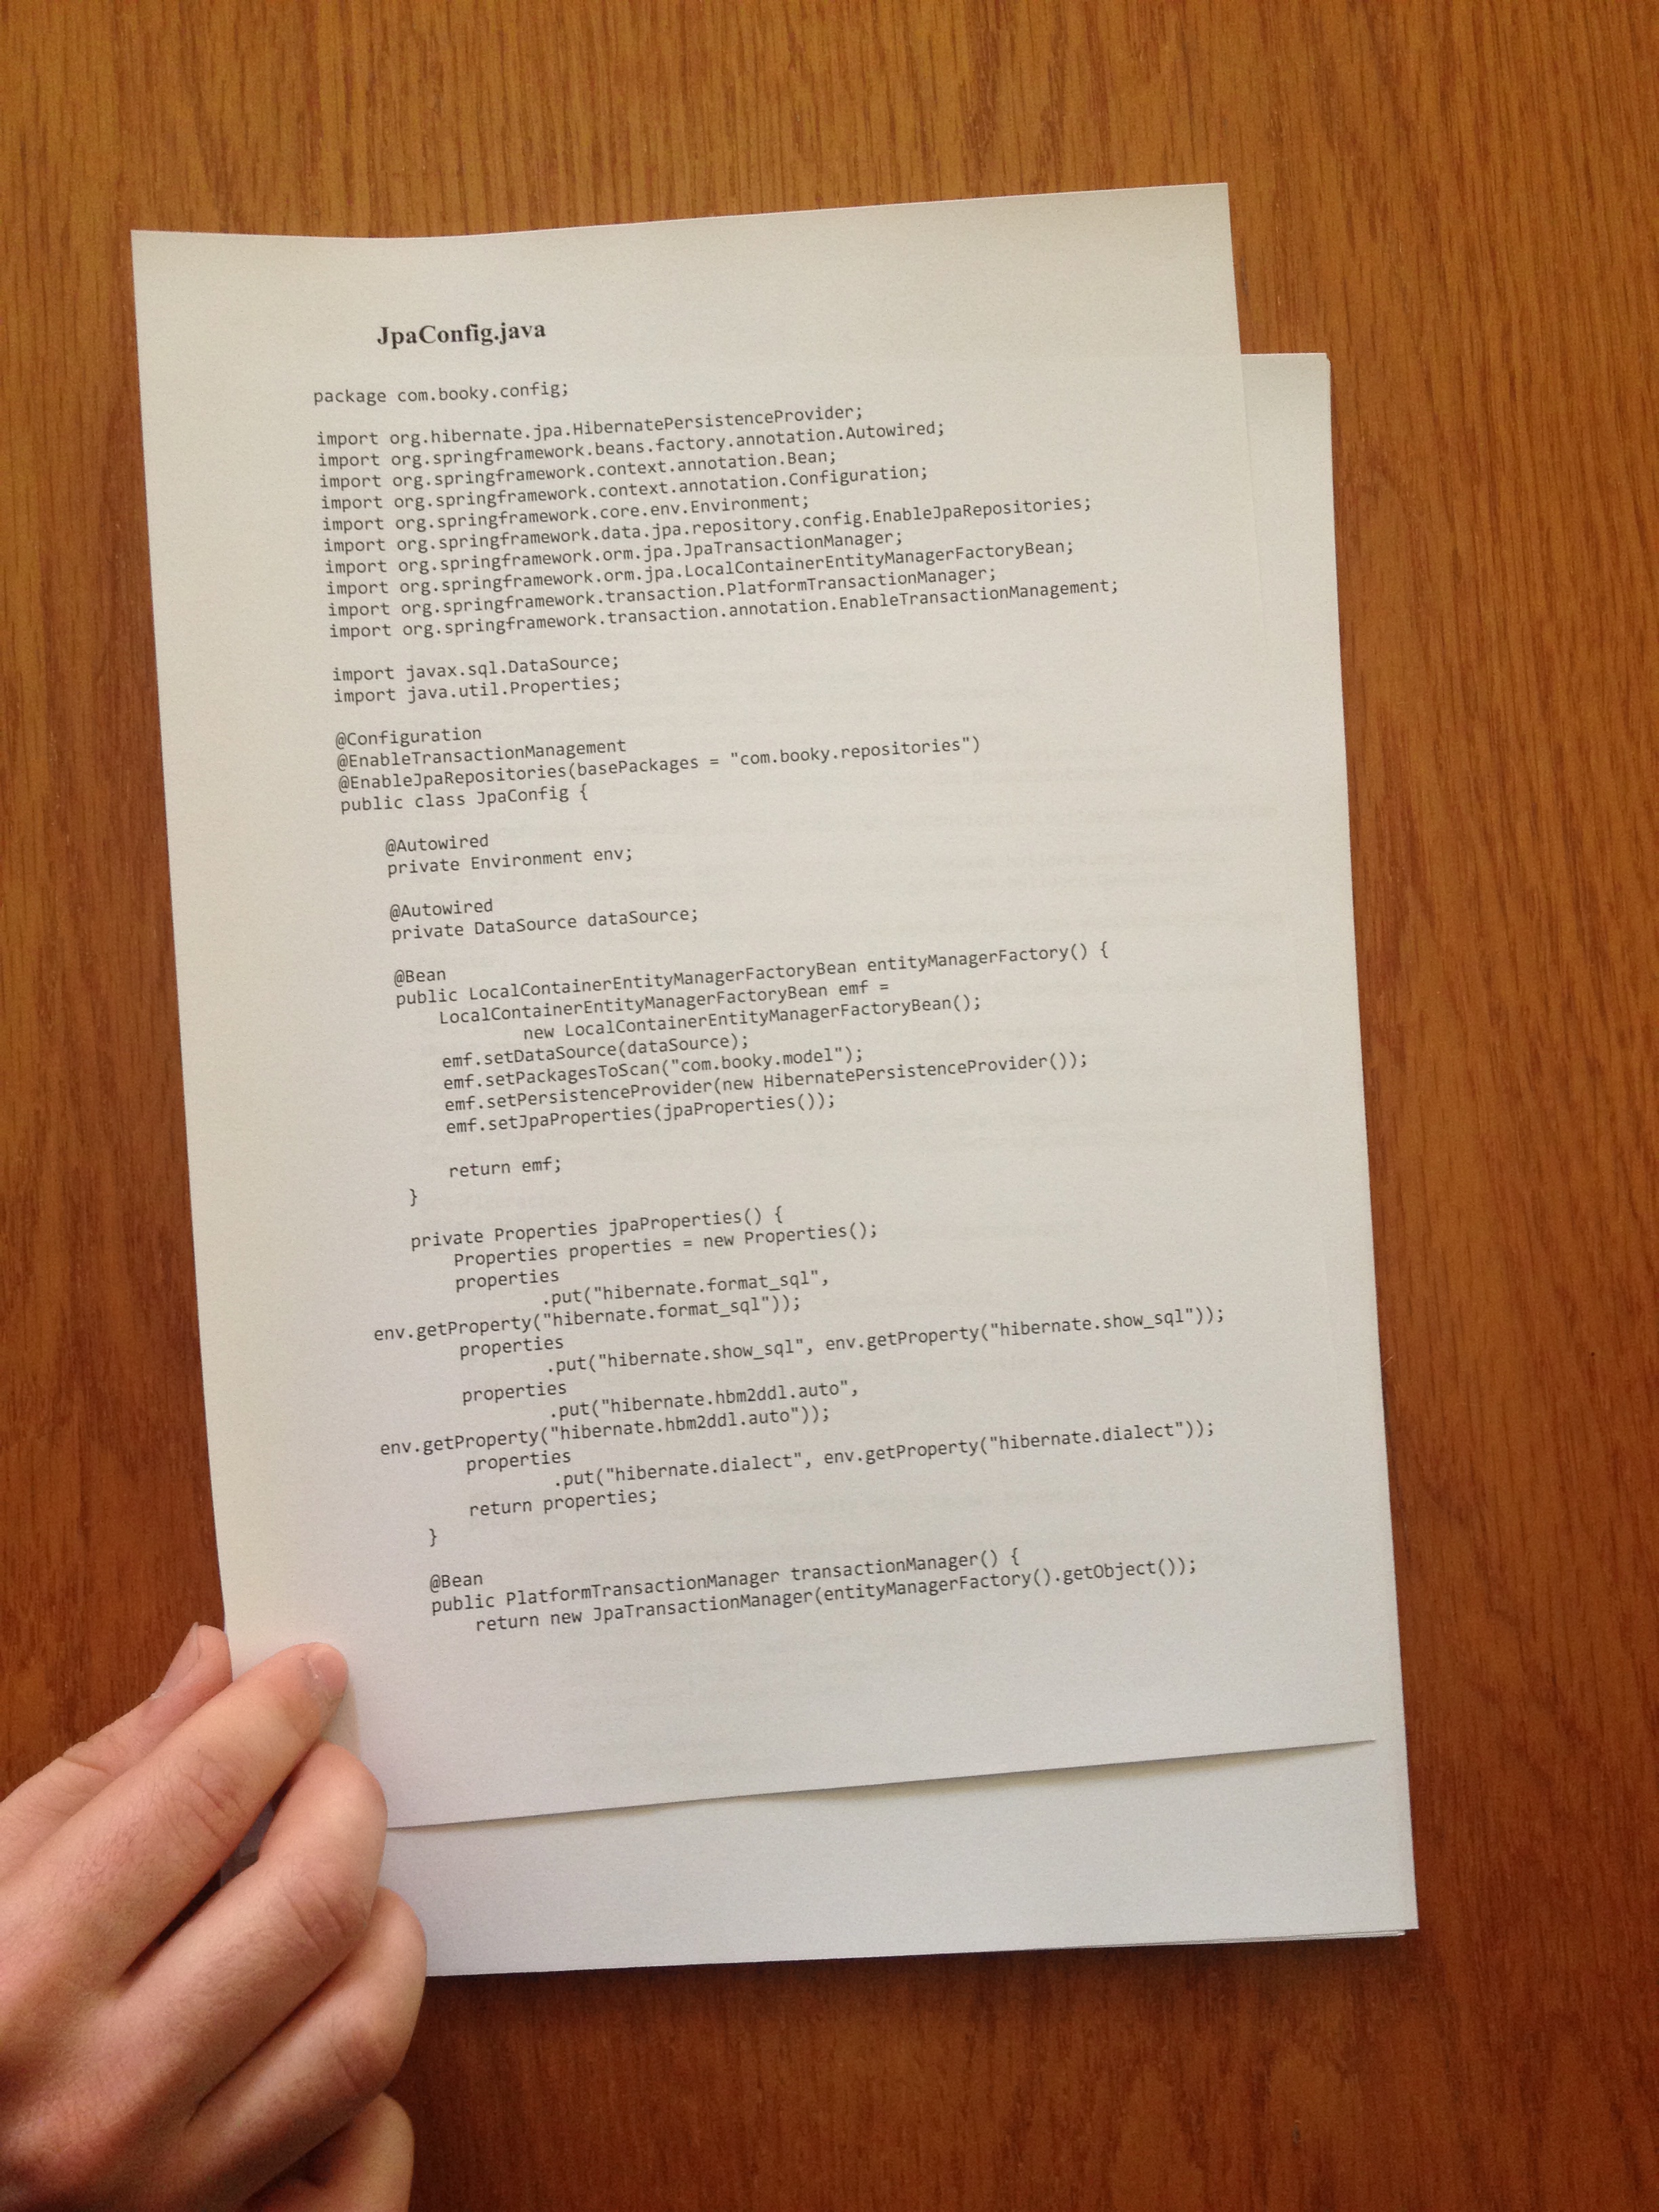 JpaConfig.java
package com.booky.config;
import org.hibernate.jpa.HibernatePersistenceProvider;
import org.springframework.beans.factory.annotation.Autowired;
import org.springframework.context.annotation.Bean;
import org.springframework.context.annotation.Configuration;
import org.springframework.core.env.Environment;
import org.springframework.data.jpa.repository.config.EnableJpaRepositories;
import org.springframework.orm.jpa.JpaTransactionManager;
import org.springframework.orm.jpa.LocalContainerEntityManagerFactoryBean;
import org.springframework.transaction.PlatformTransactionManager;
import org.springframework.transaction.annotation.EnableTransactionManagement;
import javax.sql.DataSource;
import java.util.Properties;
@Configuration
@EnableTransactionManagement
@EnableJpaRepositories(basePackages = "com.booky.repositories")
public class JpaConfig {
@Autowired
private Environment env;
@Autowired
private DataSource dataSource;
@Bean
public LocalContainerEntityManagerFactoryBean entityManagerFactory() {
LocalContainerEntityManagerFactoryBean emf =
new LocalContainerEntityManagerFactoryBean();
emf.setDataSource(dataSource);
emf.setPackagesToScan("com.booky.model");
emf.setPersistenceProvider(new HibernatePersistenceProvider());
emf.setJpaProperties(jpaProperties());
return emf;
}
private Properties jpaProperties() {
Properties properties = new Properties();
properties
.put("hibernate.format_sql",
env.getProperty("hibernate.format_sql"));
properties
.put("hibernate.show_sql", env.getProperty("hibernate.show_sql"));
properties
.put("hibernate.hbm2ddl.auto",
env.getProperty("hibernate.hbm2ddl.auto"));
properties
.put("hibernate.dialect", env.getProperty("hibernate.dialect"));
return properties;
}
@Bean
public PlatformTransactionManager transactionManager() {
return new JpaTransactionManager(entityManagerFactory().getObject());